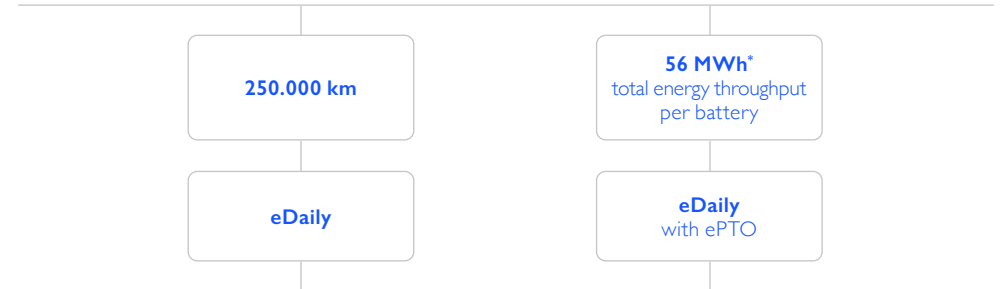 250.000 km
56 MWh*
total energy throughput
per battery
eDaily
eDaily
with ePTO